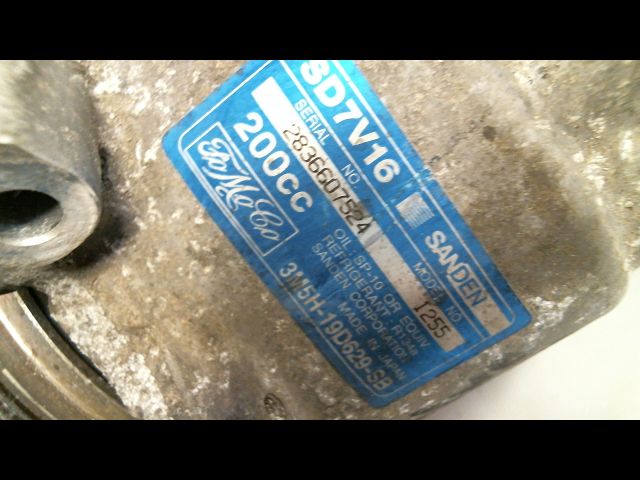 SD7V16 SANDEN
SERIAL NO. MODEL NO.
2836607524 1255
200CC
OIL SP-10 OR EQUIV
REFRIGERANT R134a
SANDEN CORPORATION
MADE IN JAPAN
FoMoCo
3M5H-19D629-SB